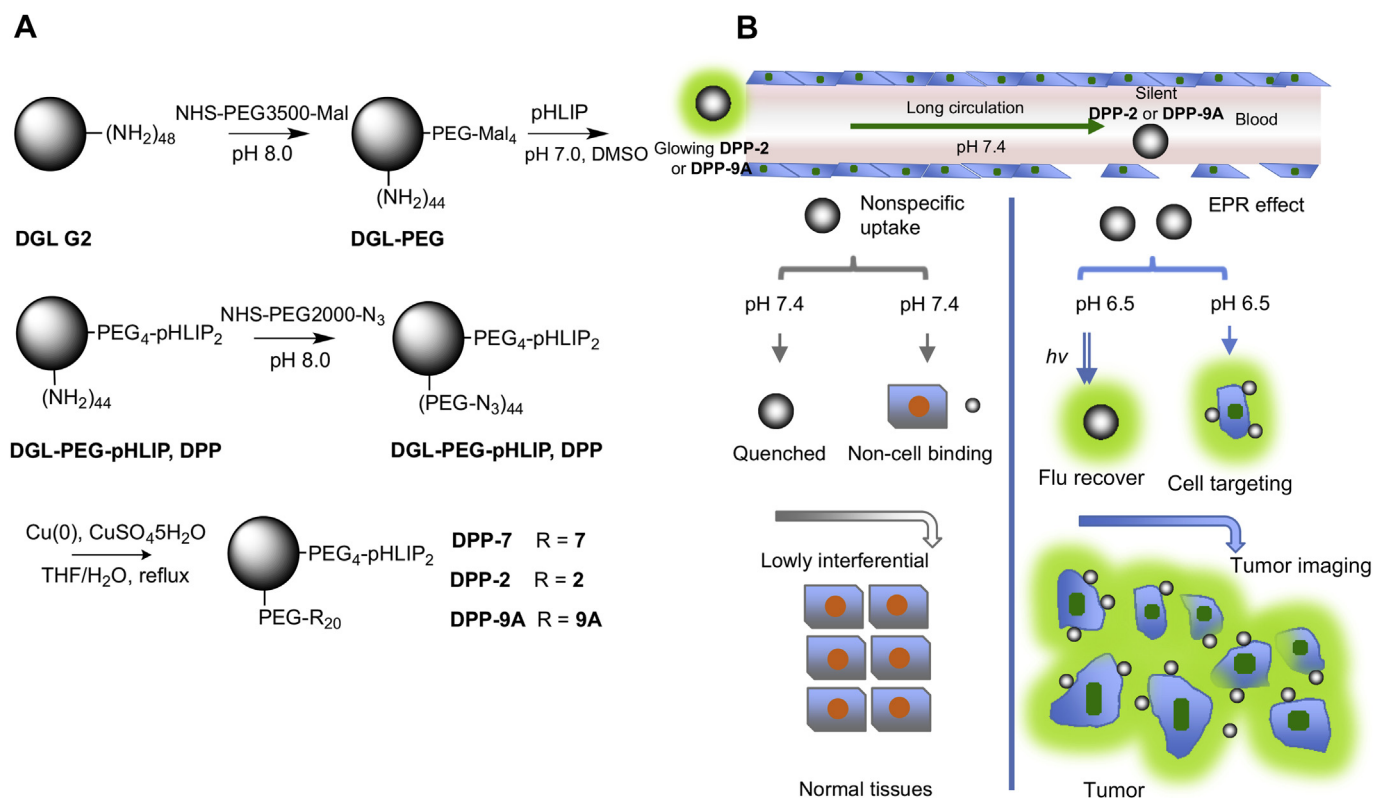 A
(NH2)48
NHS-PEG3500-Mal
pH 8.0
PEG-Mal4
(NH2)44
pHLIP
pH 7.0, DMSO
DGL G2
DGL-PEG
PEG4-pHLIP2
(NH2)44
NHS-PEG2000-N3
pH 8.0
PEG4-pHLIP2
(PEG-N3)44
DGL-PEG-pHLIP, DPP
DGL-PEG-pHLIP, DPP
Cu(0), CuSO45H2O
THF/H2O, reflux
PEG4-pHLIP2
PEG-R20
DPP-7 R = 7
DPP-2 R = 2
DPP-9A R = 9A
B
Glowing DPP-2
or DPP-9A
Long circulation
pH 7.4
Silent
DPP-2 or DPP-9A
Blood
Nonspecific
uptake
pH 7.4
pH 7.4
Quenched
Non-cell binding
Lowly interferential
Normal tissues
EPR effect
pH 6.5
pH 6.5
hv
Flu recover
Cell targeting
Tumor imaging
Tumor